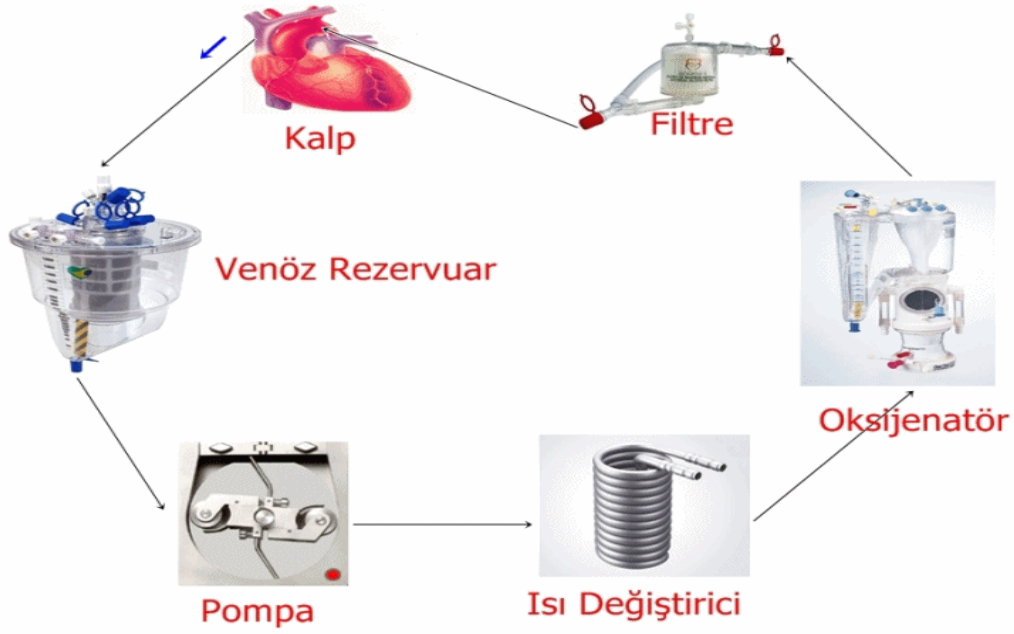 Kalp
Filtre
Venöz Rezervuar
Oksijenatör
Pompa
Isı Değiştirici